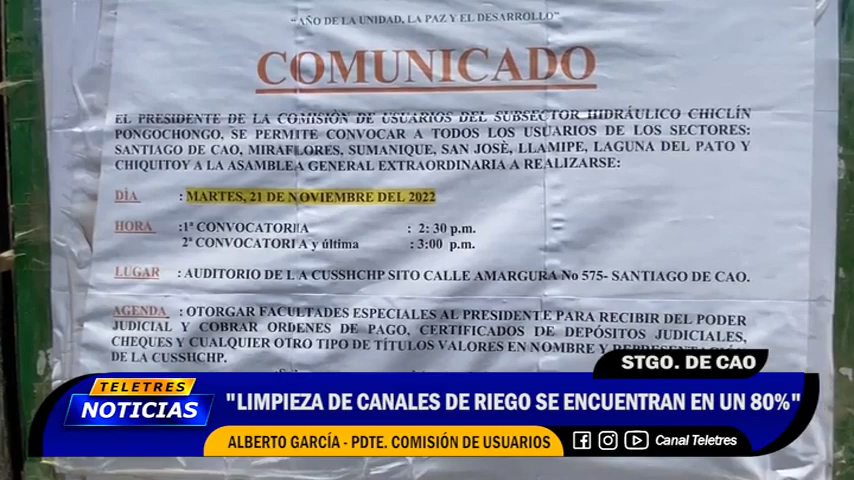 “AÑO DE LA UNIDAD, LA PAZ Y EL DESARROLLO”
COMUNICADO
EL PRESIDENTE DE LA COMISIÒN DE USUARIOS DEL SUBSECTOR HIDRÁULICO CHICLÍN
PONGOCHONGO, SE PERMITE CONVOCAR A TODOS LOS USUARIOS DE LOS SECTORES:
SANTIAGO DE CAO, MIRAFLORES, SUMANIQUE, SAN JOSÈ, LLAMIPE, LAGUNA DEL PATO Y
CHIQUITOY A LA ASAMBLEA GENERAL EXTRAORDINARIA A REALIZARSE:
DÌA : MARTES, 21 DE NOVIEMBRE DEL 2022
HORA :1ª CONVOCATORIA : 2: 30 p.m.
2ª CONVOCATORIA y última : 3:00 p.m.
LUGAR : AUDITORIO DE LA CUSSHCHP SITO CALLE AMARGURA No 575- SANTIAGO DE CAO.
AGENDA : OTORGAR FACULTADES ESPECIALES AL PRESIDENTE PARA RECIBIR DEL PODER
JUDICIAL Y COBRAR ORDENES DE PAGO, CERTIFICADOS DE DEPÓSITOS JUDICIALES,
CHEQUES Y CUALQUIER OTRO TIPO DE TÍTULOS VALORES EN NOMBRE Y REPRESENTACIÓN
DE LA CUSSHCHP.
STGO. DE CAO
TELETRES
NOTICIAS
"LIMPIEZA DE CANALES DE RIEGO SE ENCUENTRAN EN UN 80%"
ALBERTO GARCÍA - PDTE. COMISIÓN DE USUARIOS
Canal Teletres